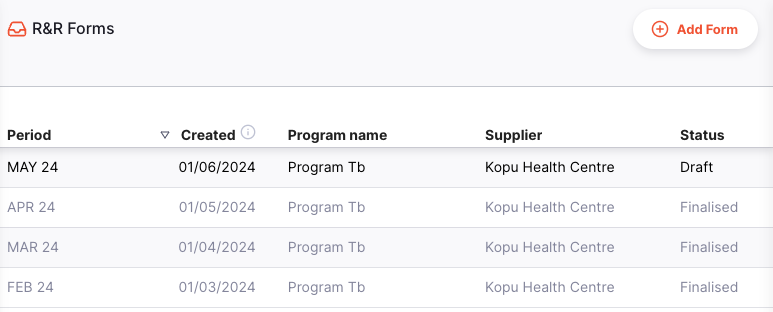 R&R Forms
Add Form
Period Created Program name Supplier Status
MAY 24 01/06/2024 Program Tb Kopu Health Centre Draft
APR 24 01/05/2024 Program Tb Kopu Health Centre Finalised
MAR 24 01/04/2024 Program Tb Kopu Health Centre Finalised
FEB 24 01/03/2024 Program Tb Kopu Health Centre Finalised